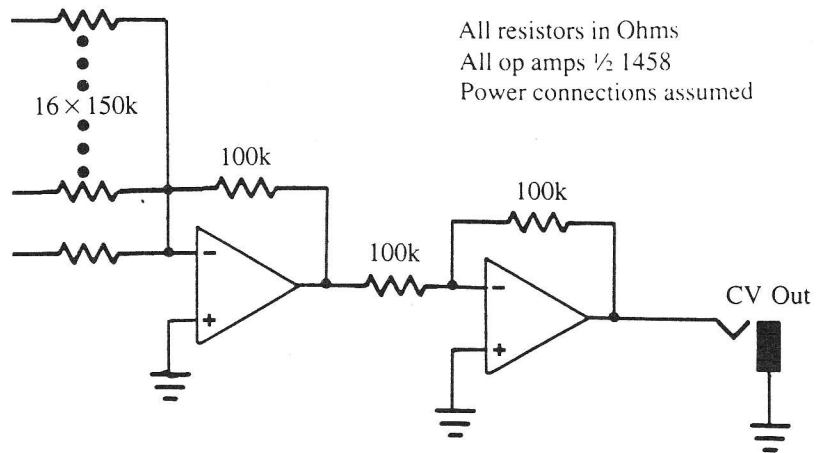 All resistors in Ohms
All op amps ½ 1458
Power connections assumed
16 × 150k
100k
100k
100k
CV Out